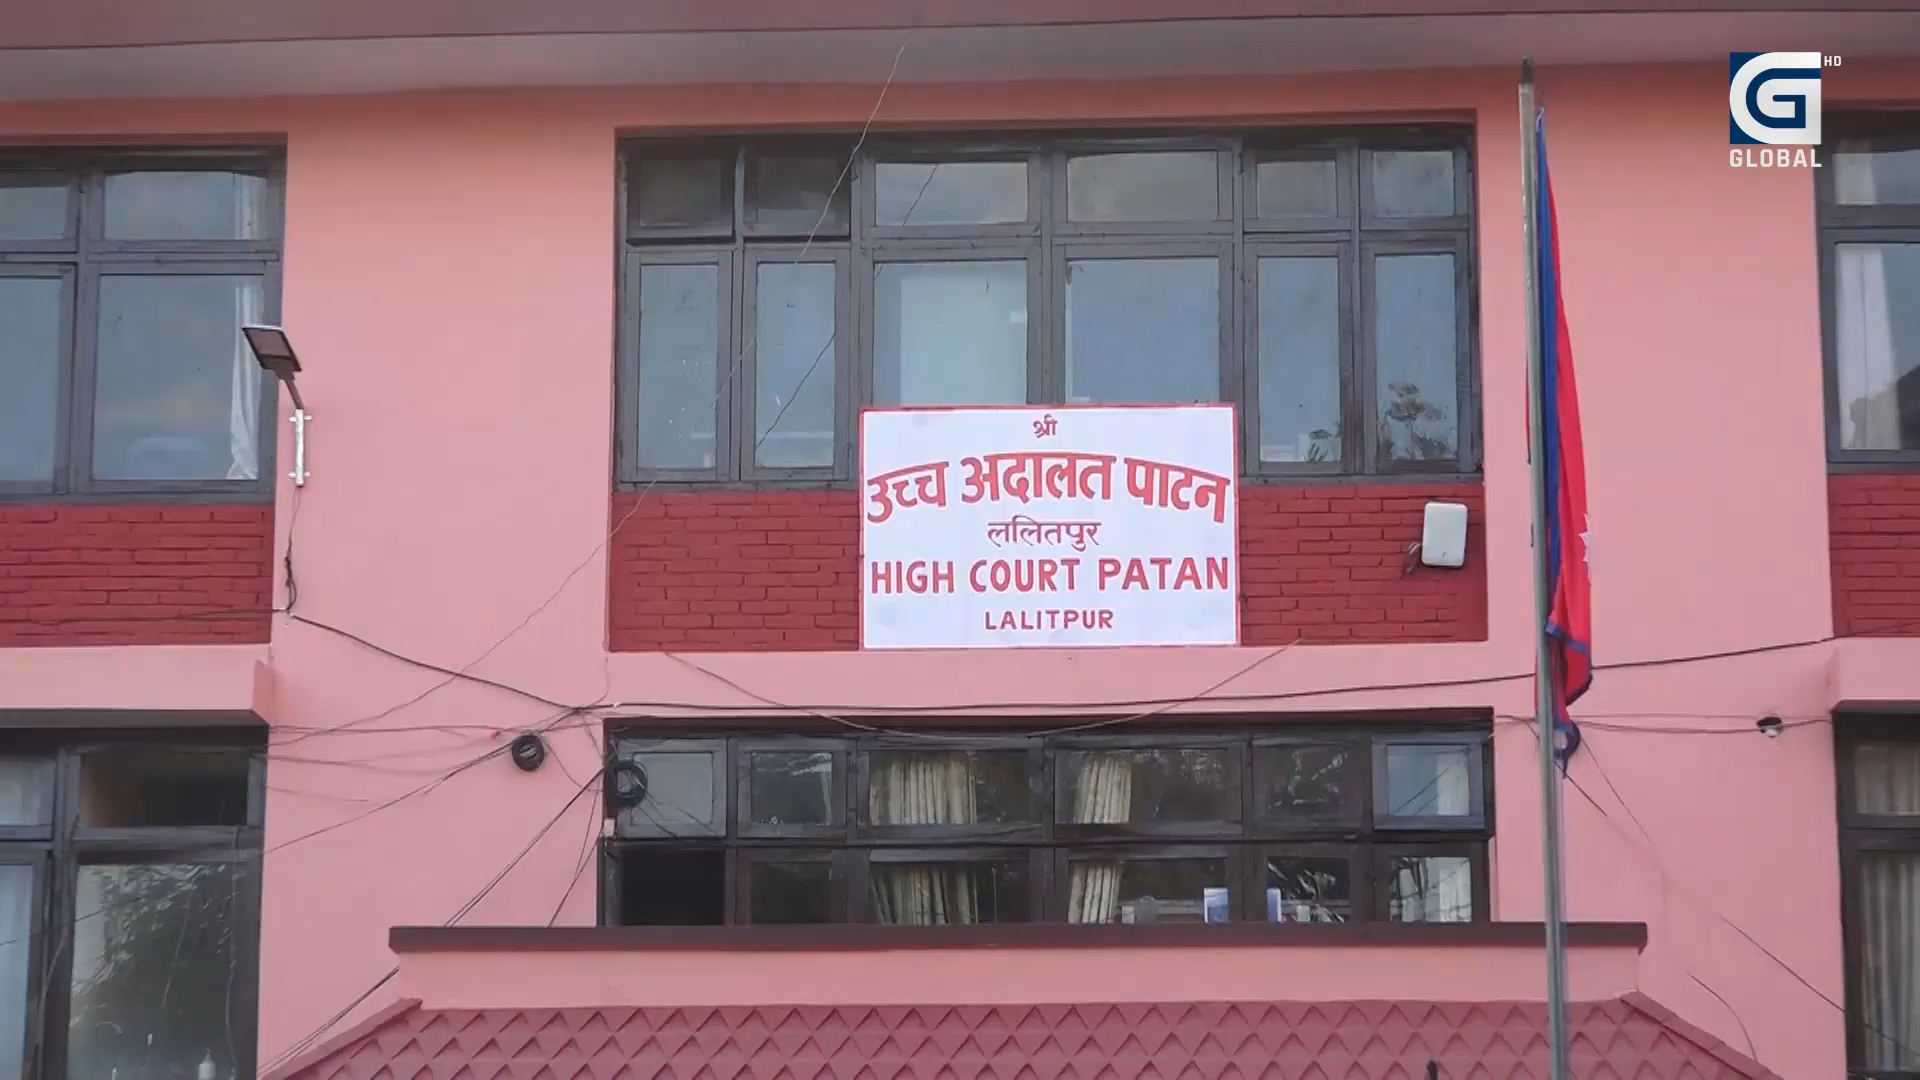 HD
GLOBAL
श्री
उच्च अदालत पाटन
ललितपुर
HIGH COURT PATAN
LALITPUR